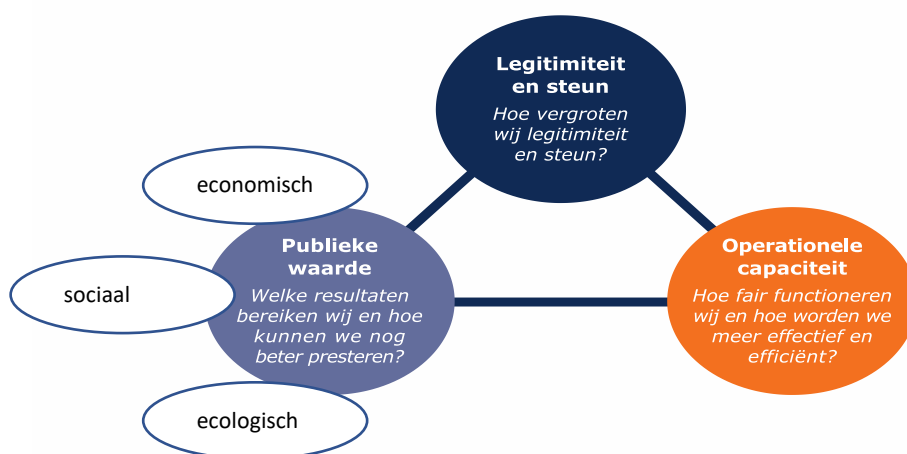 Legitimiteit
en steun
Hoe vergroten
wij legitimiteit
en steun?
economisch
sociaal
ecologisch
Publieke
waarde
Welke resultaten
bereiken wij en hoe
kunnen we nog
beter presteren?
Operationele
capaciteit
Hoe fair functioneren
wij en hoe worden we
meer effectief en
efficiënt?